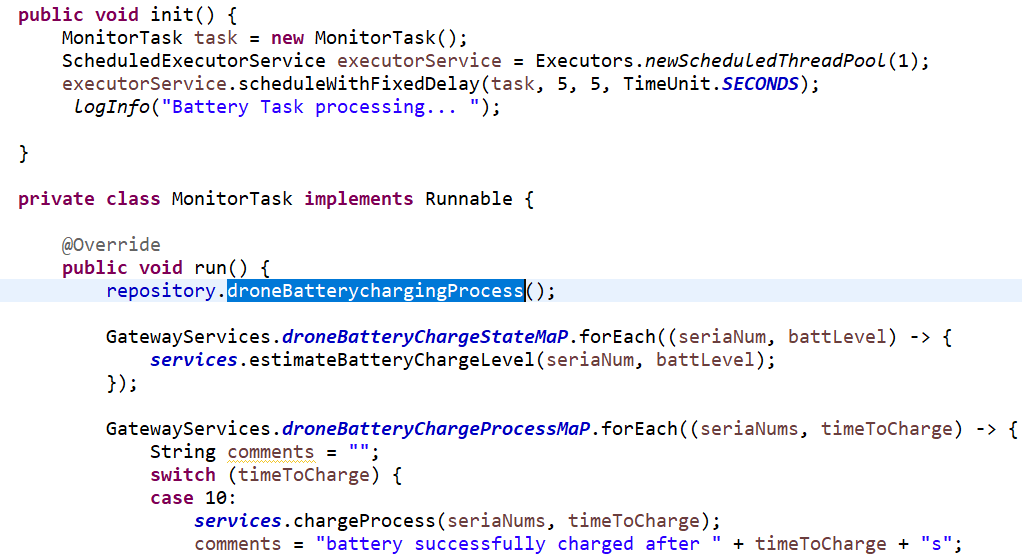 public void init() {
MonitorTask task = new MonitorTask();
ScheduledExecutorService executorService = Executors.newScheduledThreadPool(1);
executorService.scheduleWithFixedDelay(task, 5, 5, TimeUnit.SECONDS);
logInfo("Battery Task processing... ");
}
private class MonitorTask implements Runnable {
@Override
public void run() {
repository.droneBatterychargingProcess();
GatewayServices.droneBatteryChargeStateMaP.forEach((seriaNum, battLevel) -> {
services.estimateBatteryChargeLevel(seriaNum, battLevel);
});
GatewayServices.droneBatteryChargeProcessMaP.forEach((seriaNums, timeToCharge) -> {
String comments = "";
switch (timeToCharge) {
case 10:
services.chargeProcess(seriaNums, timeToCharge);
comments = "battery successfully charged after " + timeToCharge + "s";